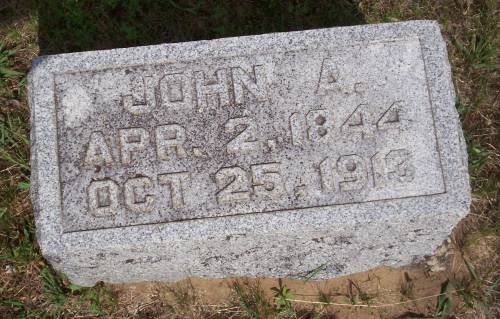 JOHN A.
APR. 2, 1844
OCT 25, 1913